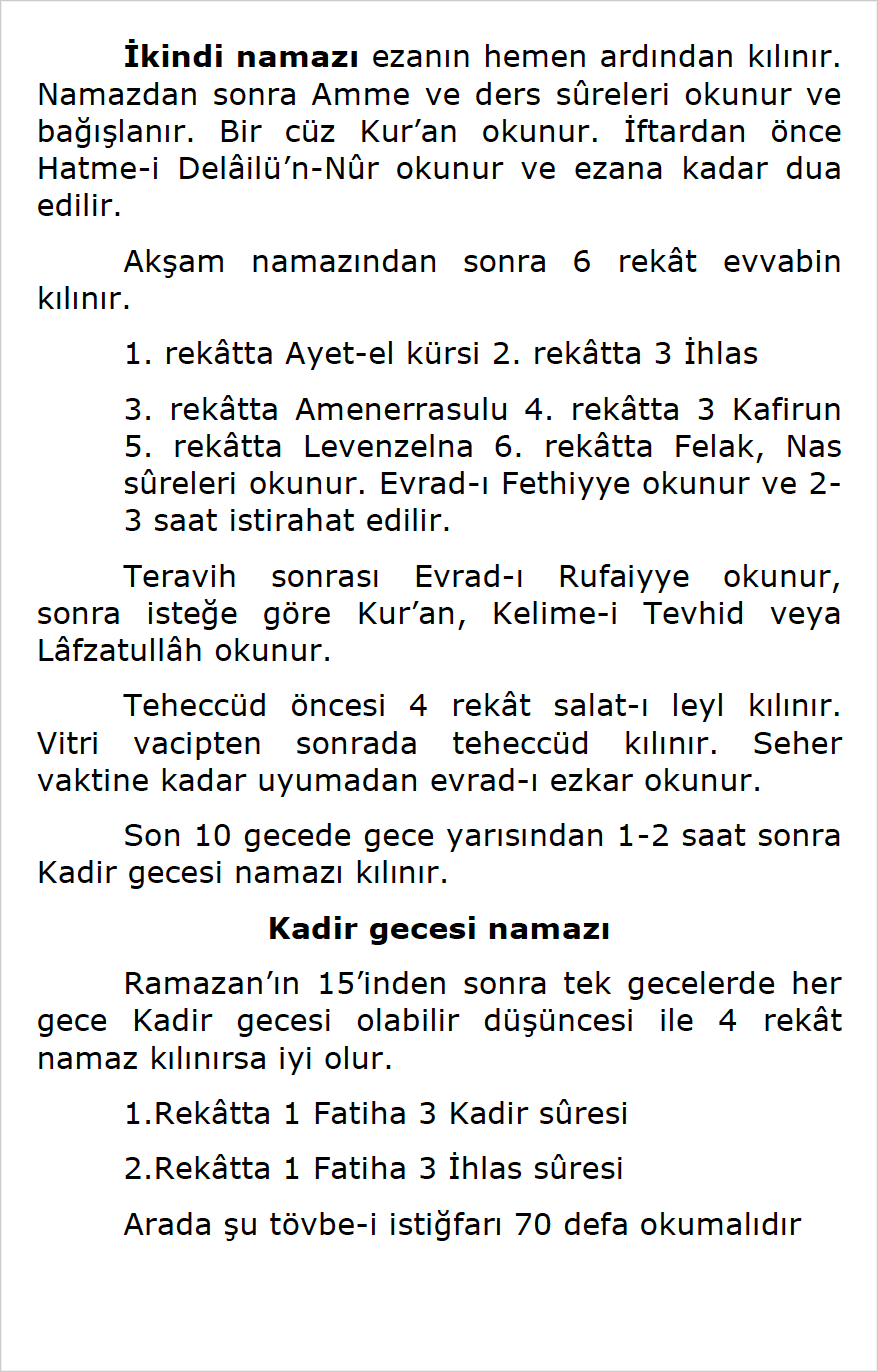 İkindi namazı ezanın hemen ardından kılınır.
Namazdan sonra Amme ve ders sûreleri okunur ve
bağışlanır. Bir cüz Kur’an okunur. İftardan önce
Hatme-i Delâilü’n-Nûr okunur ve ezana kadar dua
edilir.
Akşam namazından sonra 6 rekât evvabin
kılınır.
1. rekâtta Ayet-el kürsi 2. rekâtta 3 İhlas
3. rekâtta Amenerrasulu 4. rekâtta 3 Kafirun
5. rekâtta Levenzelna 6. rekâtta Felak, Nas
sûreleri okunur. Evrad-ı Fethiyye okunur ve 2-
3 saat istirahat edilir.
Teravih sonrası Evrad-ı Rufaiyye okunur,
sonra isteğe göre Kur’an, Kelime-i Tevhid veya
Lâfzatullâh okunur.
Teheccüd öncesi 4 rekât salat-ı leyl kılınır.
Vitri vacipten sonrada teheccüd kılınır. Seher
vaktine kadar uyumadan evrad-ı ezkar okunur.
Son 10 gecede gece yarısından 1-2 saat sonra
Kadir gecesi namazı kılınır.
Kadir gecesi namazı
Ramazan’ın 15’inden sonra tek gecelerde her
gece Kadir gecesi olabilir düşüncesi ile 4 rekât
namaz kılınırsa iyi olur.
1.Rekâtta 1 Fatiha 3 Kadir sûresi
2.Rekâtta 1 Fatiha 3 İhlas sûresi
Arada şu tövbe-i istiğfarı 70 defa okumalıdır